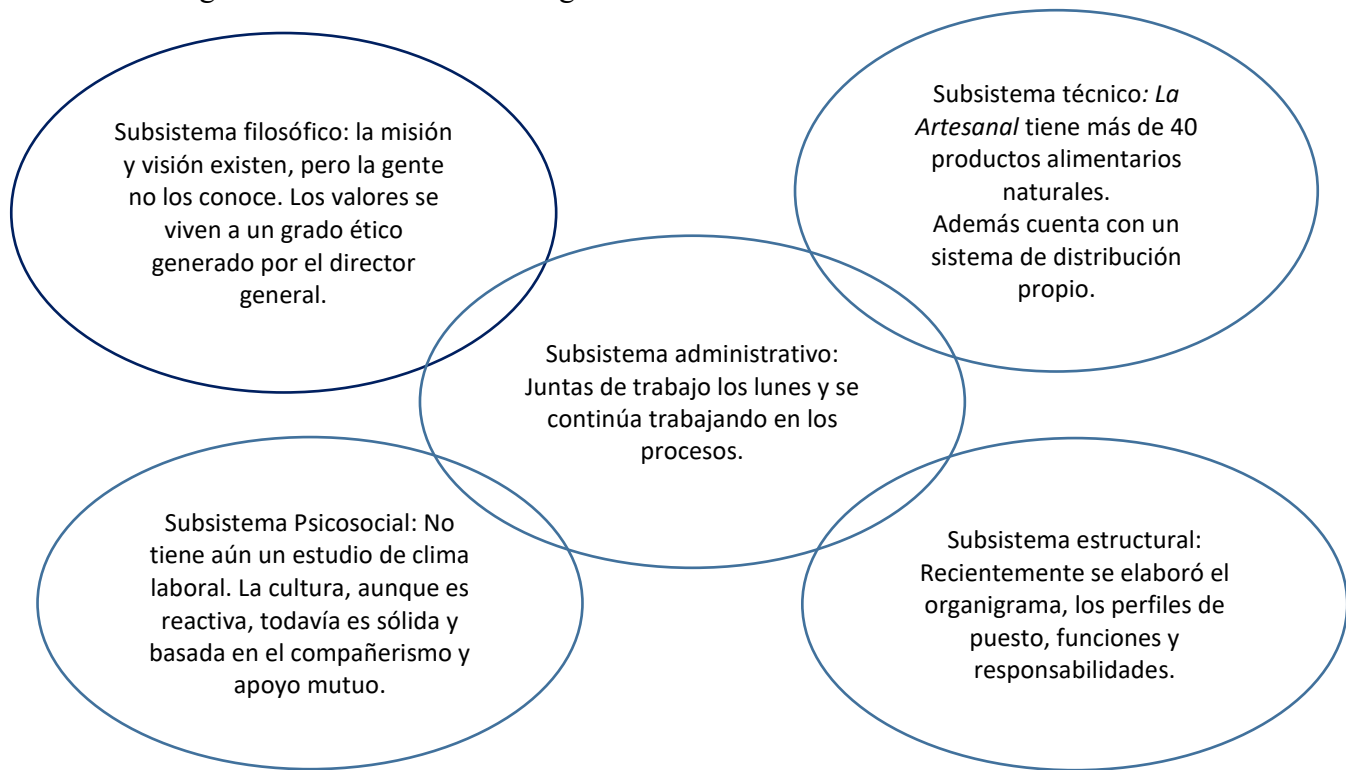 Subsistema filosófico: la misión
y visión existen, pero la gente
no los conoce. Los valores se
viven a un grado ético
generado por el director
general.
Subsistema técnico: La
Artesanal tiene más de 40
productos alimentarios
naturales.
Además cuenta con un
sistema de distribución
propio.
Subsistema administrativo:
Juntas de trabajo los lunes y se
continúa trabajando en los
procesos.
Subsistema Psicosocial: No
tiene aún un estudio de clima
laboral. La cultura, aunque es
reactiva, todavía es sólida y
basada en el compañerismo y
apoyo mutuo.
Subsistema estructural:
Recientemente se elaboró el
organigrama, los perfiles de
puesto, funciones y
responsabilidades.